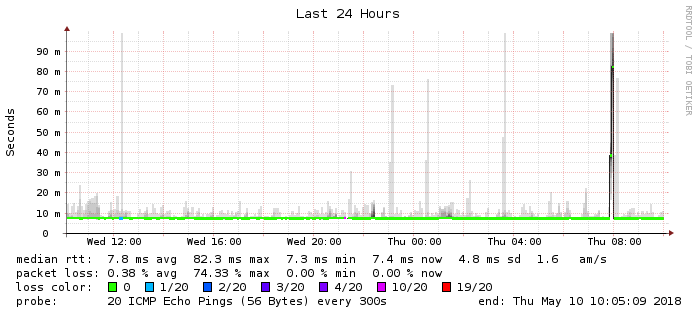 Last 24 Hours
RRDTOOL / TOBI OETIKER
Seconds
90 m
80 m
70 m
60 m
50 m
40 m
30 m
20 m
10 m
0
Wed 12:00 Wed 16:00 Wed 20:00 Thu 00:00 Thu 04:00 Thu 08:00
median rtt: 7.8 ms avg 82.3 ms max 7.3 ms min 7.4 ms now 4.8 ms sd 1.6 am/s
packet loss: 0.38 % avg 74.33 % max 0.00 % min 0.00 % now
loss color: 0 1/20 2/20 3/20 4/20 10/20 19/20
probe: 20 ICMP Echo Pings (56 Bytes) every 300s end: Thu May 10 10:05:09 2018